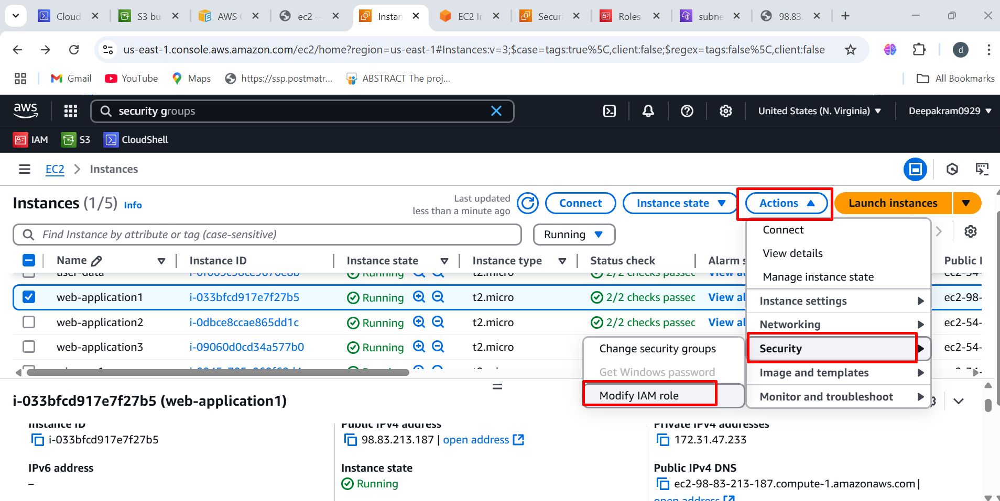 Cloud
S3 bu
AWS
ec2 —
Instan
EC2 In
Securi
Roles
subne
98.83.
us-east-1.console.aws.amazon.com/ec2/home?region=us-east-1#Instances:v=3;$case=tags:true%5C,client:false;$regex=tags:false%5C,client:false
d
Gmail
YouTube
Maps
https://ssp.postmatr...
ABSTRACT The proj...
All Bookmarks
aws
security groups
United States (N. Virginia)
Deepakram0929
IAM
S3
CloudShell
EC2
Instances
Instances (1/5) Info
Last updated
less than a minute ago
Connect
Instance state
Actions
Launch instances
Find Instance by attribute or tag (case-sensitive)
Running
Connect
View details
Manage instance state
Instance settings
Networking
Security
Image and templates
Monitor and troubleshoot
Change security groups
Get Windows password
Modify IAM role
Name
Instance ID
Instance state
Instance type
Status check
Alarm s
Public I
user-data
Running
t2.micro
2/2 checks passed
View al
web-application1
i-033bfcd917e7f27b5
Running
t2.micro
2/2 checks passed
View al
ec2-98-
web-application2
i-0dbce8ccae865dd1c
Running
t2.micro
2/2 checks passed
View al
ec2-54-
web-application3
i-09060d0cd34a577b0
Running
t2.micro
ec2-54-
i-033bfcd917e7f27b5 (web-application1)
Instance ID
i-033bfcd917e7f27b5
Public IPv4 address
98.83.213.187 | open address
Private IPv4 addresses
172.31.47.233
IPv6 address
–
Instance state
Running
Public IPv4 DNS
ec2-98-83-213-187.compute-1.amazonaws.com |
open address